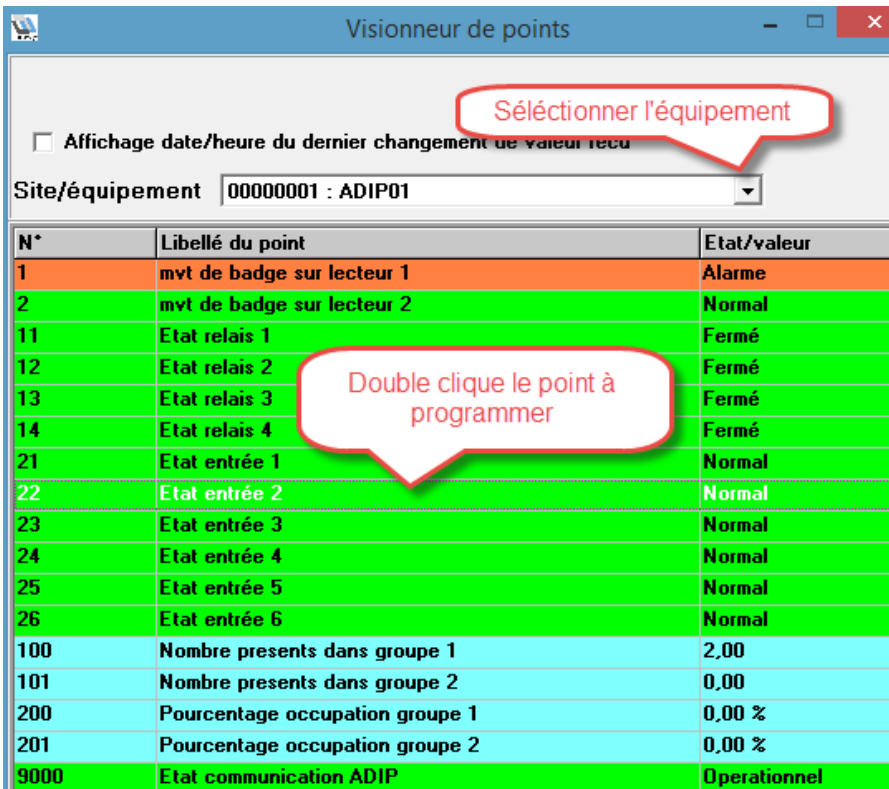 Visionneur de points
Séléctionner l'équipement
Affichage date/heure du dernier changement de valeur reçu
Site/équipement 00000001 : ADIP01
N° Libellé du point Etat/valeur
1 mvt de badge sur lecteur 1 Alarme
2 mvt de badge sur lecteur 2 Normal
11 Etat relais 1 Fermé
12 Etat relais 2 Fermé
13 Etat relais 3 Fermé
14 Etat relais 4 Fermé
Double clique le point à
programmer
21 Etat entrée 1 Normal
22 Etat entrée 2 Normal
23 Etat entrée 3 Normal
24 Etat entrée 4 Normal
25 Etat entrée 5 Normal
26 Etat entrée 6 Normal
100 Nombre presents dans groupe 1 2,00
101 Nombre presents dans groupe 2 0,00
200 Pourcentage occupation groupe 1 0,00 %
201 Pourcentage occupation groupe 2 0,00 %
9000 Etat communication ADIP Operationnel